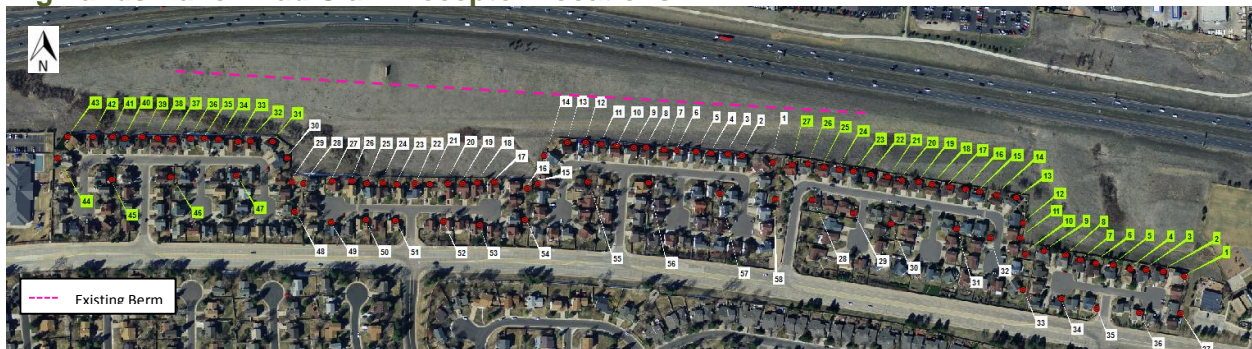 N
43 42 41 40 39 38 37 36 35 34 33 32 31
30 29 28 27 26 25 24 23 22 21 20 19 18 17
14 13 12 11 10 9 8 7 6 5 4 3 2 1
16 15
27 26 25 24 23 22 21 20 19 18 17 16 15 14 13 12 11 10 9 8 7 6 5 4 3 2 1
44 45 46 47
48 49 50 51 52 53 54 55 56 57 58
28 29 30 31 32 33 34 35 36 37
Existing Berm